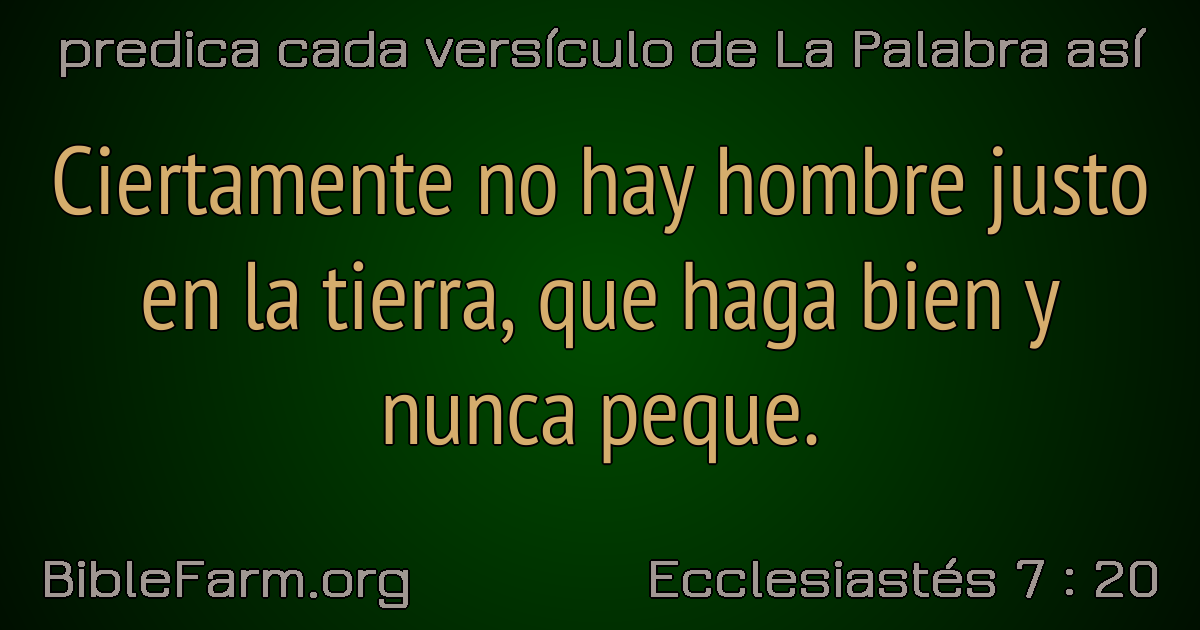 predica cada versículo de La Palabra así
Ciertamente no hay hombre justo
en la tierra, que haga bien y
nunca peque.
BibleFarm.org
Ecclesiastés 7 : 20